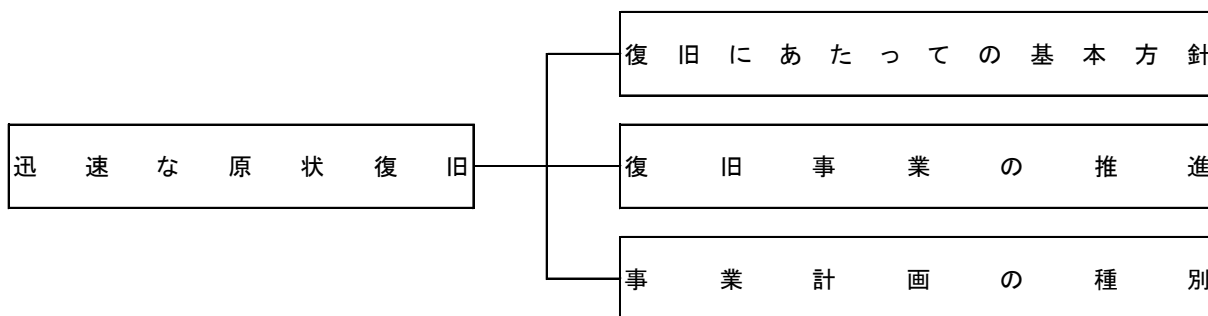 復旧にあたっての基本方針
迅速な原状復旧
復旧事業の推進
事業計画の種別